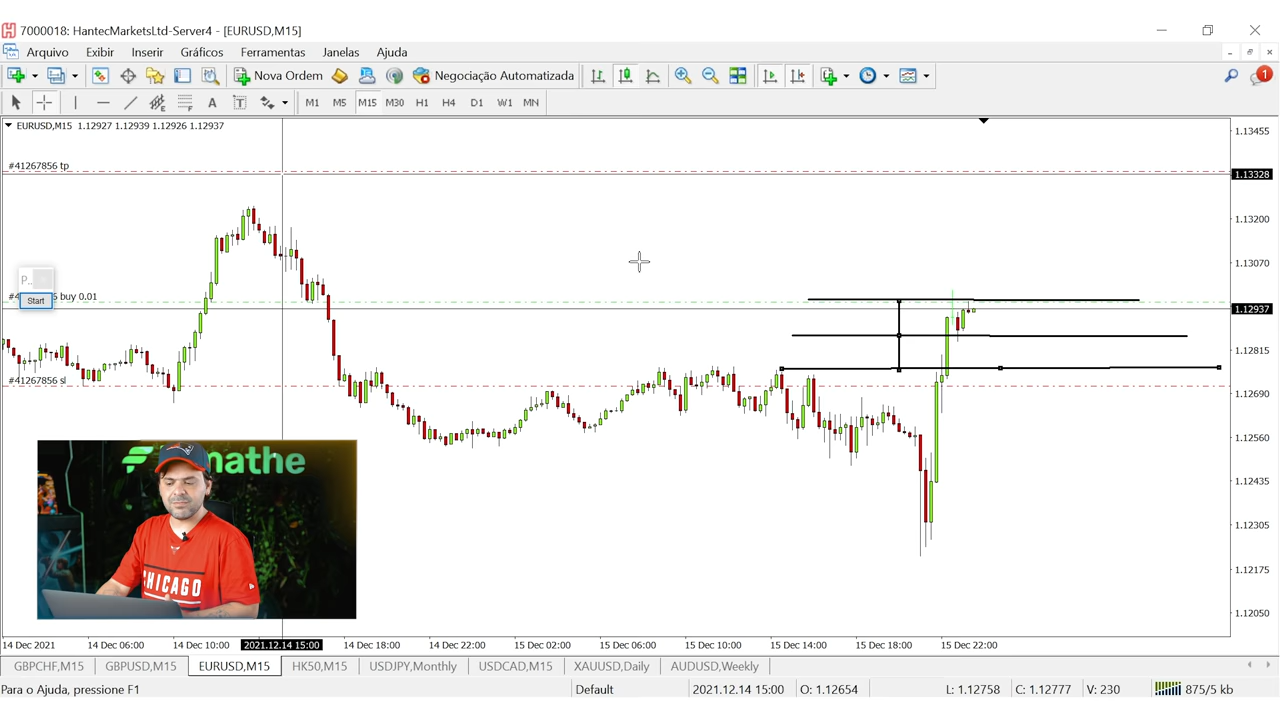 7000018: HantecMarketsLtd-Server4 - [EURUSD,M15]
Arquivo Exibir Inserir Gráficos Ferramentas Janelas Ajuda
Nova Ordem Negociação Automatizada 1
A T M1 M5 M15 M30 H1 H4 D1 W1 MN
EURUSD,M15 1.12927 1.12939 1.12926 1.12937
1.13455
#41267856 tp
1.13328
1.13200
1.13070
P..
buy 0.01
Start
1.12937
1.12815
#41267856 sl
1.12690
1.12560
mathe
1.12435
1.12305
CHICAGO
1.12175
1.12050
14 Dec 2021 14 Dec 06:00 14 Dec 10:00 2021.12.14 15:00 14 Dec 18:00 14 Dec 22:00 15 Dec 02:00 15 Dec 06:00 15 Dec 10:00 15 Dec 14:00 15 Dec 18:00 15 Dec 22:00
GBPCHF,M15 GBPUSD,M15 EURUSD,M15 HK50,M15 USDJPY,Monthly USDCAD,M15 XAUUSD,Daily AUDUSD,Weekly
Para o Ajuda, pressione F1 Default 2021.12.14 15:00 O: 1.12654 L: 1.12758 C: 1.12777 V: 230 875/5 kb